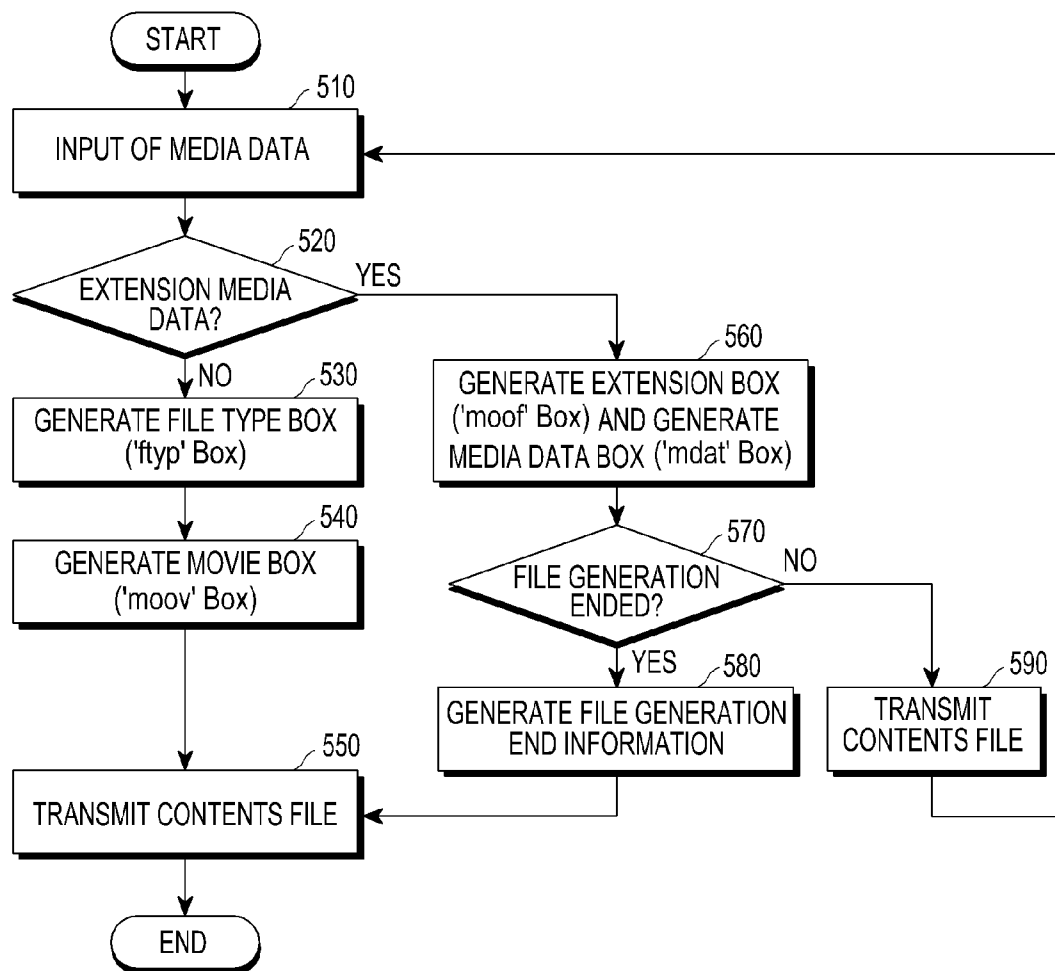 START
510
INPUT OF MEDIA DATA
520
EXTENSION MEDIA
DATA?
YES
NO
530
GENERATE FILE TYPE BOX
('ftyp' Box)
540
GENERATE MOVIE BOX
('moov' Box)
550
TRANSMIT CONTENTS FILE
END
560
GENERATE EXTENSION BOX
('moof' Box) AND GENERATE
MEDIA DATA BOX ('mdat' Box)
570
FILE GENERATION
ENDED?
NO
YES
580
GENERATE FILE GENERATION
END INFORMATION
590
TRANSMIT
CONTENTS FILE